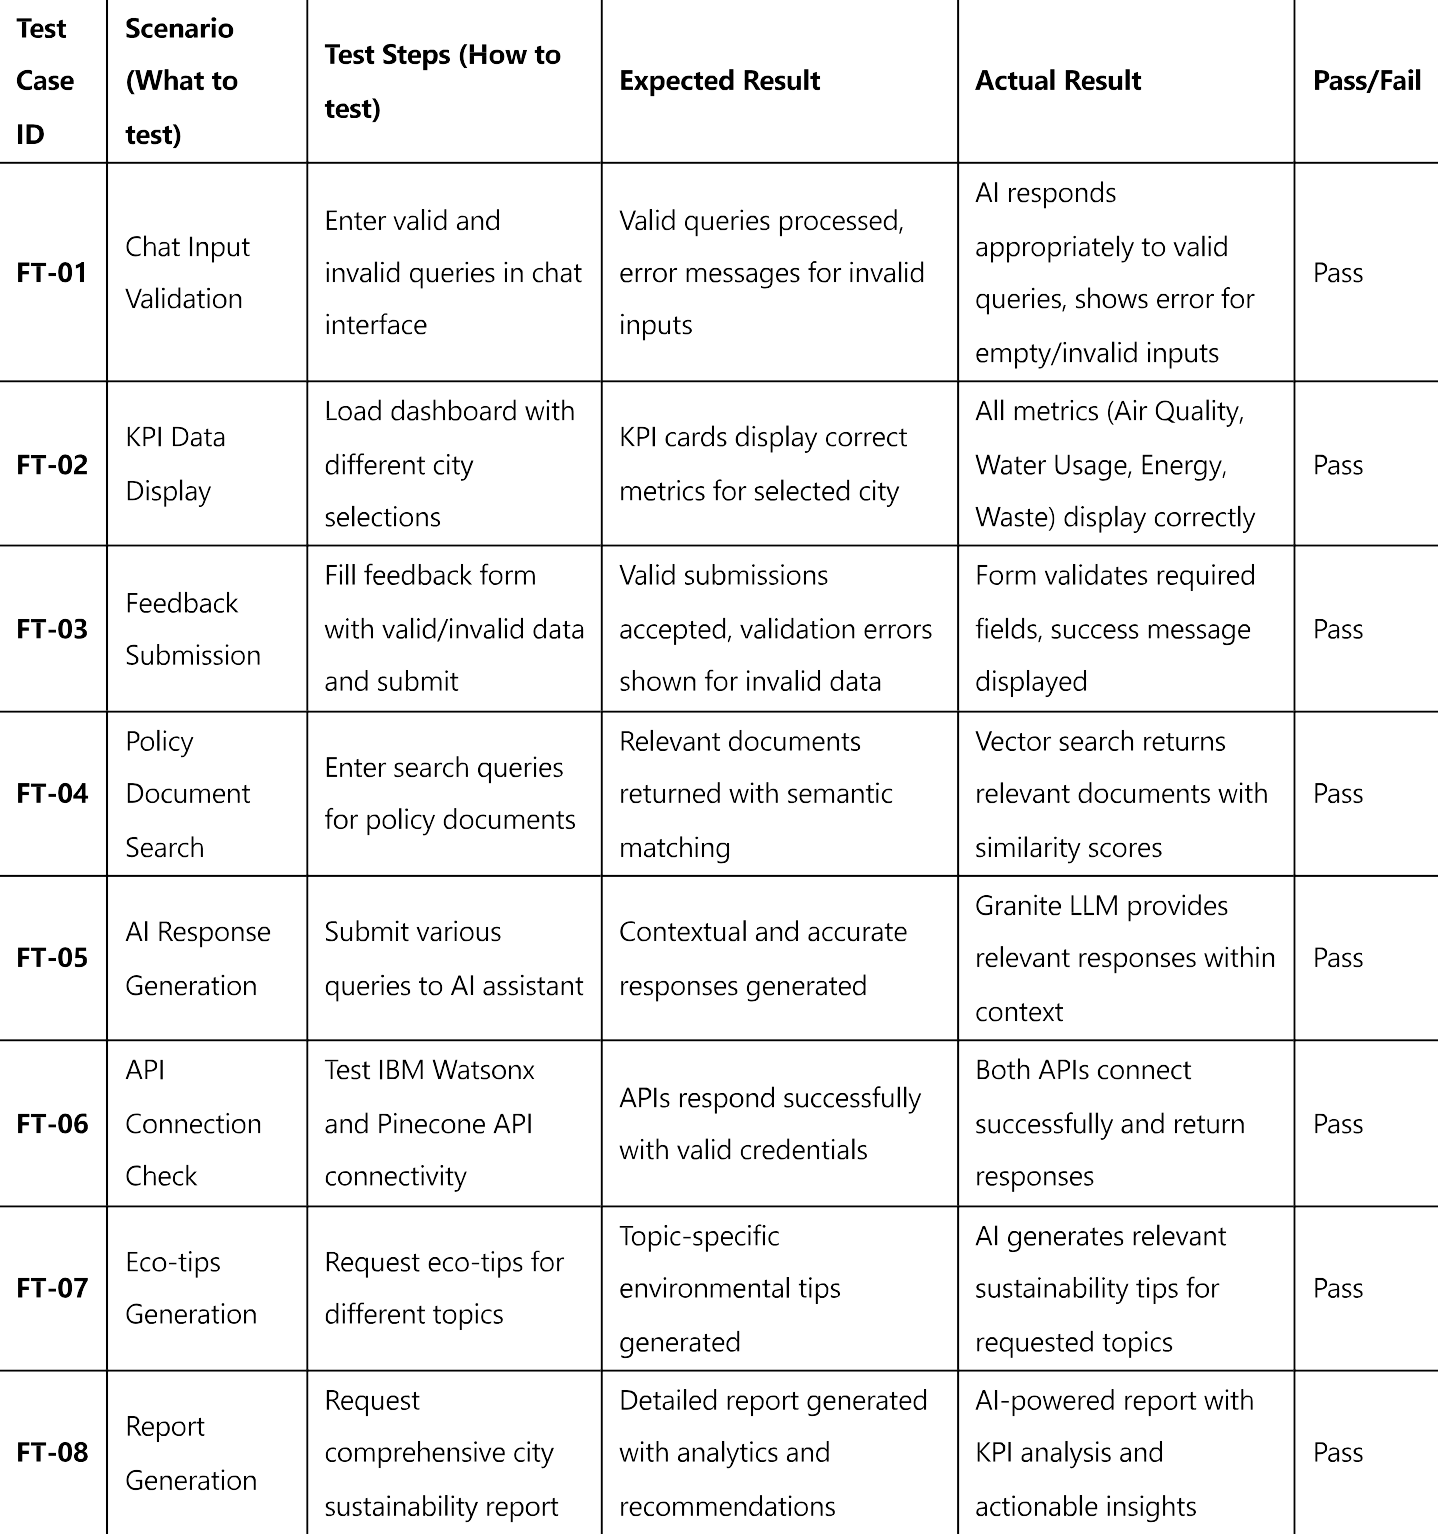 Test
Case
ID
Scenario
(What to
test)
Test Steps (How to
test)
Expected Result
Actual Result
Pass/Fail
FT-01
Chat Input
Validation
Enter valid and
invalid queries in chat
interface
Valid queries processed,
error messages for invalid
inputs
AI responds
appropriately to valid
queries, shows error for
empty/invalid inputs
Pass
FT-02
KPI Data
Display
Load dashboard with
different city
selections
KPI cards display correct
metrics for selected city
All metrics (Air Quality,
Water Usage, Energy,
Waste) display correctly
Pass
FT-03
Feedback
Submission
Fill feedback form
with valid/invalid data
and submit
Valid submissions
accepted, validation errors
shown for invalid data
Form validates required
fields, success message
displayed
Pass
FT-04
Policy
Document
Search
Enter search queries
for policy documents
Relevant documents
returned with semantic
matching
Vector search returns
relevant documents with
similarity scores
Pass
FT-05
AI Response
Generation
Submit various
queries to AI assistant
Contextual and accurate
responses generated
Granite LLM provides
relevant responses within
context
Pass
FT-06
API
Connection
Check
Test IBM Watsonx
and Pinecone API
connectivity
APIs respond successfully
with valid credentials
Both APIs connect
successfully and return
responses
Pass
FT-07
Eco-tips
Generation
Request eco-tips for
different topics
Topic-specific
environmental tips
generated
AI generates relevant
sustainability tips for
requested topics
Pass
FT-08
Report
Generation
Request
comprehensive city
sustainability report
Detailed report generated
with analytics and
recommendations
AI-powered report with
KPI analysis and
actionable insights
Pass